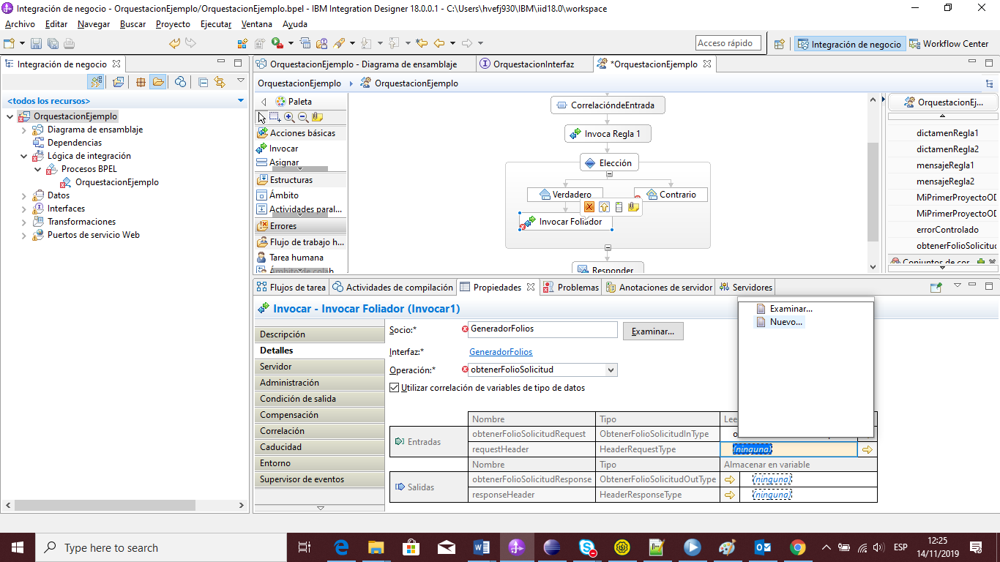 Integración de negocio - OrquestacionEjemplo/OrquestacionEjemplo.bpel - IBM Integration Designer 18.0.0.1 - C:\Users\hvefj930\IBM\iid18.0\workspace
Archivo Editar Navegar Buscar Proyecto Ejecutar Ventana Ayuda
Acceso rápido Integración de negocio Workflow Center
Integración de negocio
<todos los recursos>
OrquestacionEjemplo
Diagrama de ensamblaje
Dependencias
Lógica de integración
Procesos BPEL
OrquestacionEjemplo
Datos
Interfaces
Transformaciones
Puertos de servicio Web
OrquestacionEjemplo - Diagrama de ensamblaje OrquestacionInterfaz *OrquestacionEjemplo
OrquestacionEjemplo OrquestacionEjemplo
Paleta
Acciones básicas
Invocar
Asignar
Estructuras
Ámbito
Actividades paral...
Errores
Flujo de trabajo h...
Tarea humana
CorrelacióndeEntrada
Invoca Regla 1
Elección
Verdadero Contrario
Invocar Foliador
Responder
OrquestacionEj...
dictamenRegla1
dictamenRegla2
mensajeRegla1
mensajeRegla2
MiPrimerProyectoOD
MiPrimerProyectoOD
errorControlado
obtenerFolioSolicitud
Conjuntos de cor
Flujos de tarea Actividades de compilación Propiedades Problemas Anotaciones de servidor Servidores
Invocar - Invocar Foliador (Invocar1)
Descripción
Detalles
Servidor
Administración
Condición de salida
Compensación
Correlación
Caducidad
Entorno
Supervisor de eventos
Socio:* GeneradorFolios Examinar...
Interfaz:* GeneradorFolios
Operación:* obtenerFolioSolicitud
Utilizar correlación de variables de tipo de datos
Examinar...
Nuevo...
Nombre Tipo Lee
Entradas obtenerFolioSolicitudRequest ObtenerFolioSolicitudInType
requestHeader HeaderRequestType (ninguna)
Nombre Tipo Almacenar en variable
Salidas obtenerFolioSolicitudResponse ObtenerFolioSolicitudOutType (ninguna)
responseHeader HeaderResponseType (ninguna)
Type here to search
ESP
12:25
14/11/2019